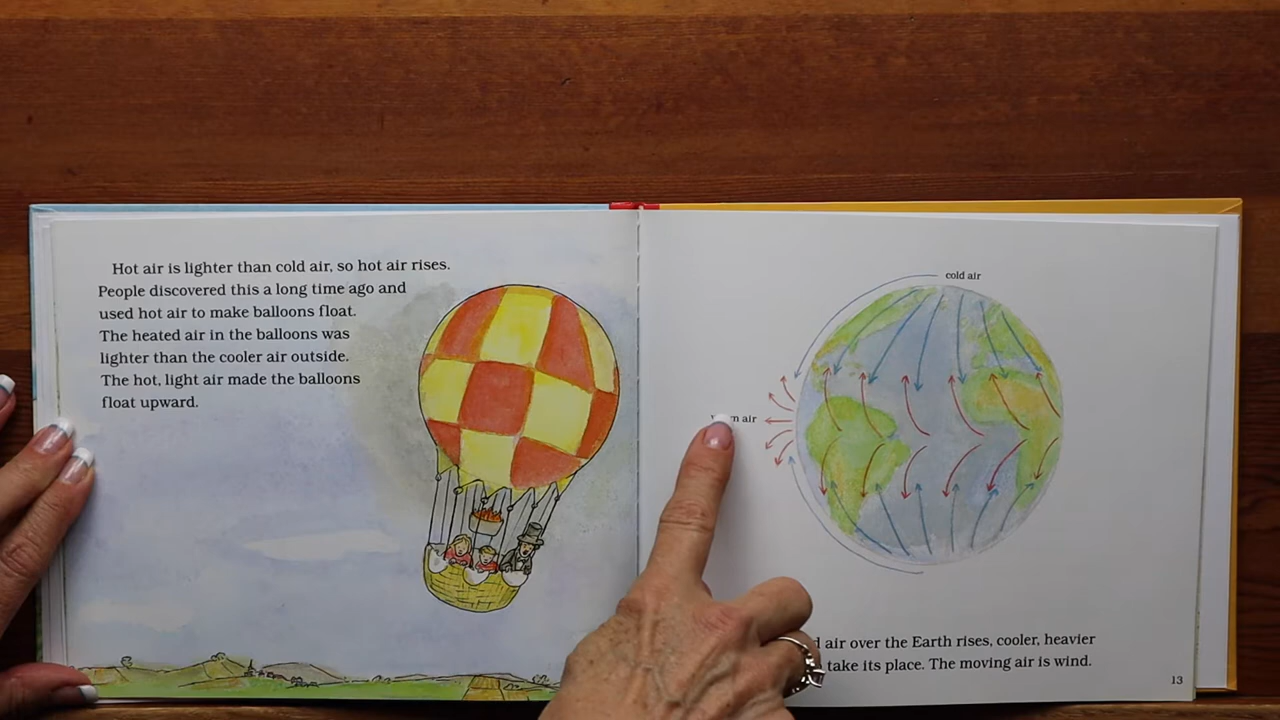 Hot air is lighter than cold air, so hot air rises.
People discovered this a long time ago and
used hot air to make balloons float.
The heated air in the balloons was
lighter than the cooler air outside.
The hot, light air made the balloons
float upward.
cold air
air
air over the Earth rises, cooler, heavier
take its place. The moving air is wind.
13